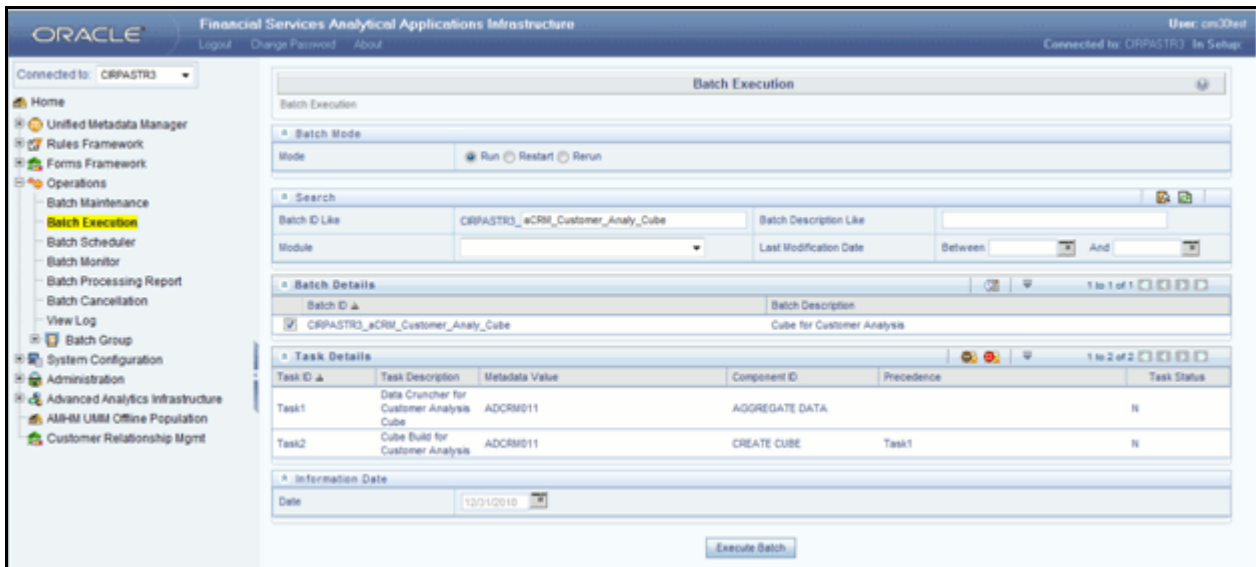 ORACLE
Financial Services Analytical Applications Infrastructure
User: crm30test
Logout Change Password About
Connected to: CIRPASTR3 In Setup:
Connected to: CIRPASTR3
Home
Unified Metadata Manager
Rules Framework
Forms Framework
Operations
Batch Maintenance
Batch Execution
Batch Scheduler
Batch Monitor
Batch Processing Report
Batch Cancellation
View Log
Batch Group
System Configuration
Administration
Advanced Analytics Infrastructure
AMHM UMM Offline Population
Customer Relationship Mgmt
Batch Execution
Batch Execution
Batch Mode
Mode Run Restart Rerun
Search
Batch ID Like CIRPASTR3_ eCRM_Customer_Analy_Cube Batch Description Like
Module Last Modification Date Between And
Batch Details 1 to 1 of 1
Batch ID Batch Description
CIRPASTR3_eCRM_Customer_Analy_Cube Cube for Customer Analysis
Task Details 1 to 2 of 2
Task ID Task Description Metadata Value Component ID Precedence Task Status
Task1 Data Cruncher for Customer Analysis Cube ADCRM011 AGGREGATE DATA N
Task2 Cube Build for Customer Analysis ADCRM011 CREATE CUBE Task1 N
Information Date
Date 12/31/2010
Execute Batch